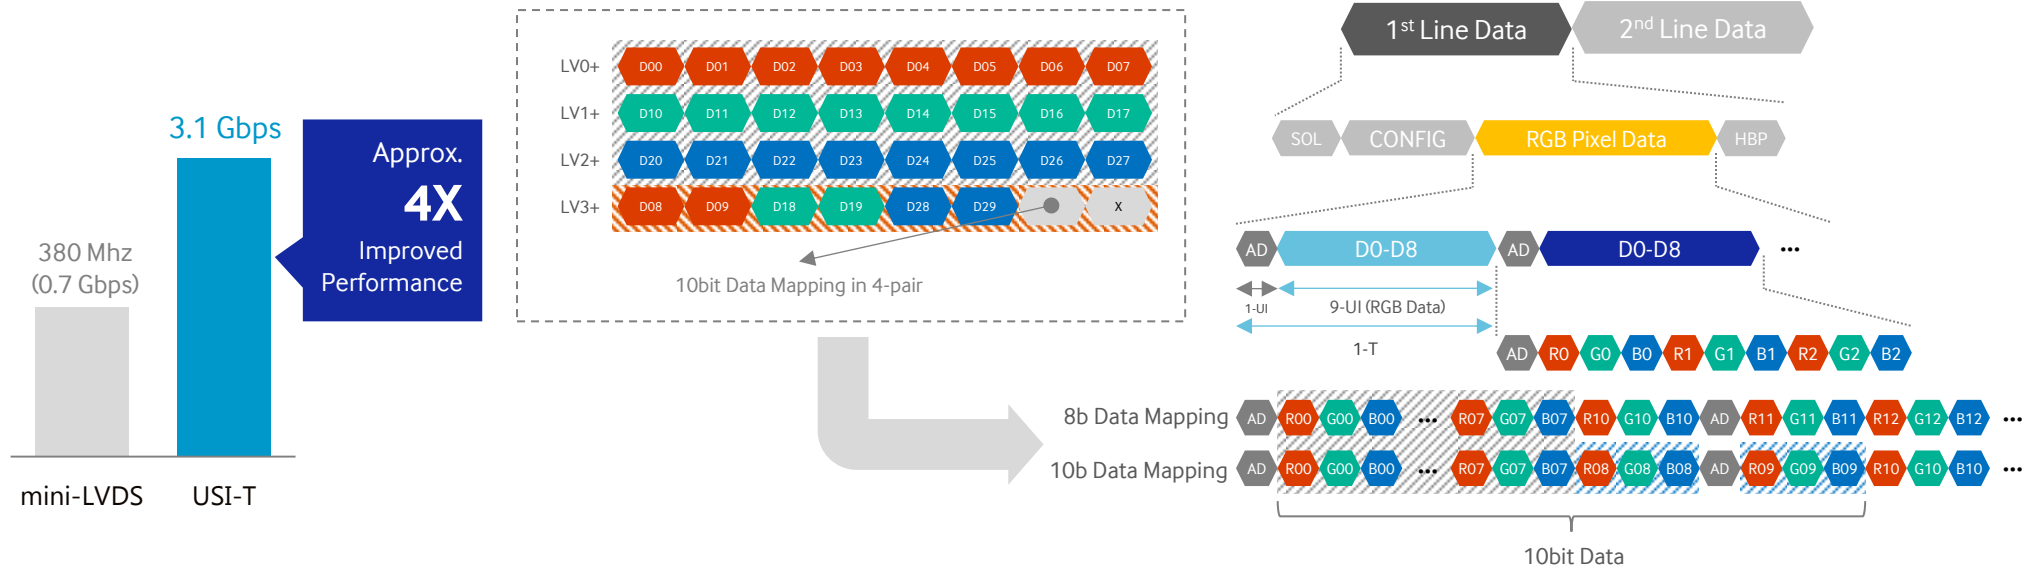 3.1 Gbps
380 Mhz
(0.7 Gbps)
mini-LVDS
USI-T
Approx.
4X
Improved
Performance
LV0+ D00 D01 D02 D03 D04 D05 D06 D07
LV1+ D10 D11 D12 D13 D14 D15 D16 D17
LV2+ D20 D21 D22 D23 D24 D25 D26 D27
LV3+ D08 D09 D18 D19 D28 D29 X
10bit Data Mapping in 4-pair
1st Line Data 2nd Line Data
SOL CONFIG RGB Pixel Data HBP
AD D0-D8 AD D0-D8 ...
1-UI 9-UI (RGB Data)
1-T
AD R0 G0 B0 R1 G1 B1 R2 G2 B2
8b Data Mapping AD R00 G00 B00 ... R07 G07 B07 R10 G10 B10 AD R11 G11 B11 R12 G12 B12 ...
10b Data Mapping AD R00 G00 B00 ... R07 G07 B07 R08 G08 B08 AD R09 G09 B09 R10 G10 B10 ...
10bit Data